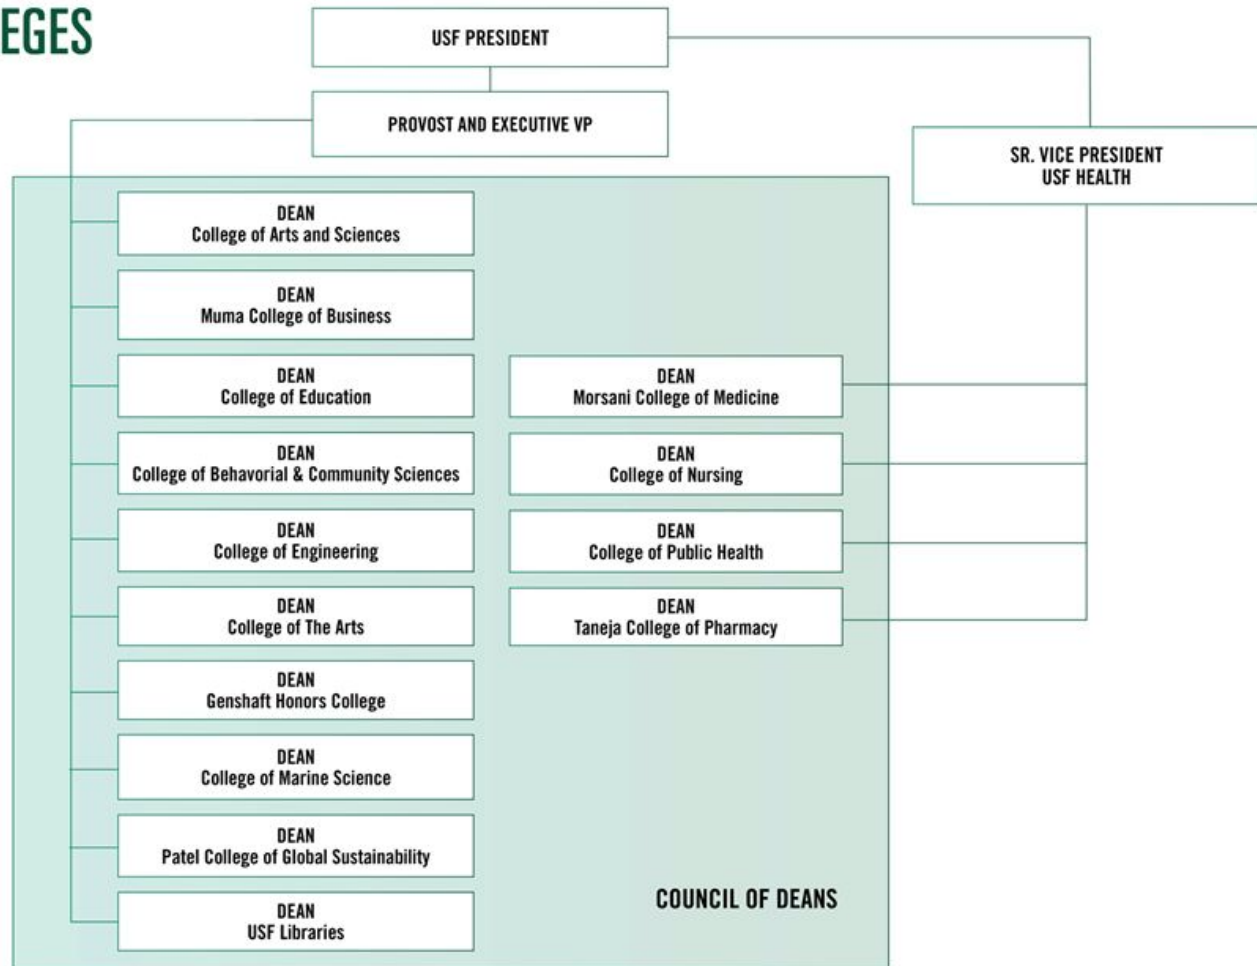 EGES
USF PRESIDENT
PROVOST AND EXECUTIVE VP
SR. VICE PRESIDENT
USF HEALTH
DEAN
College of Arts and Sciences
DEAN
Muma College of Business
DEAN
College of Education
DEAN
College of Behavorial & Community Sciences
DEAN
College of Engineering
DEAN
College of The Arts
DEAN
Genshaft Honors College
DEAN
College of Marine Science
DEAN
Patel College of Global Sustainability
DEAN
USF Libraries
DEAN
Morsani College of Medicine
DEAN
College of Nursing
DEAN
College of Public Health
DEAN
Taneja College of Pharmacy
COUNCIL OF DEANS